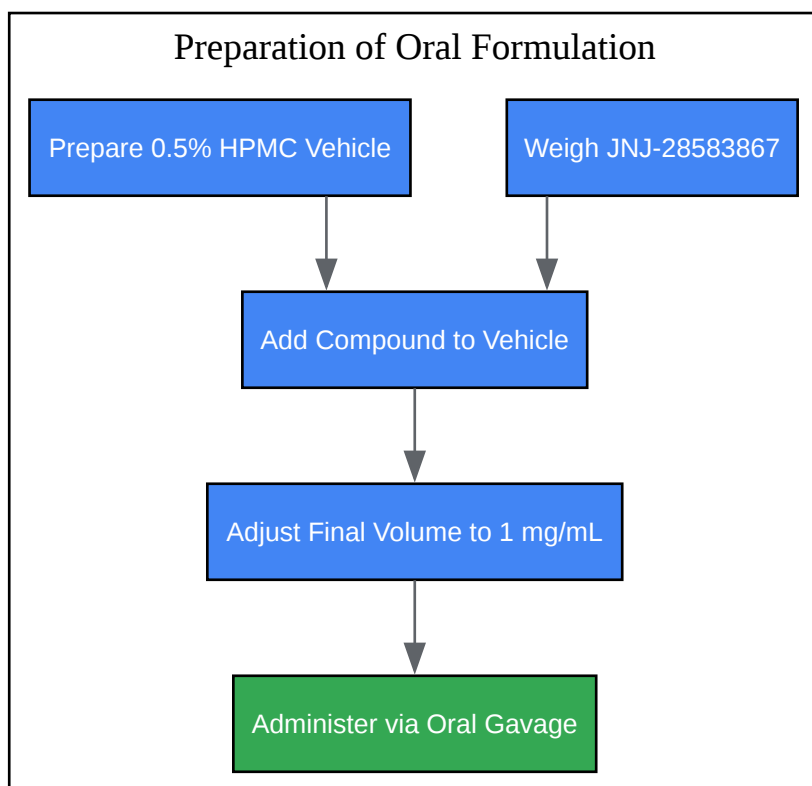 Preparation of Oral Formulation
Prepare 0.5% HPMC Vehicle
Weigh JNJ-28583867
Add Compound to Vehicle
Adjust Final Volume to 1 mg/mL
Administer via Oral Gavage